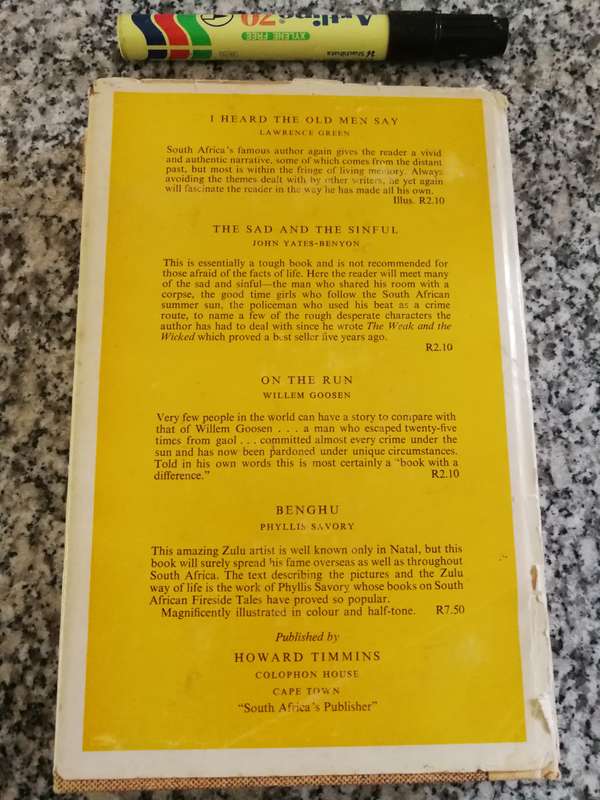 Artline 70
XYLENE FREE
Shachihata
I HEARD THE OLD MEN SAY
LAWRENCE GREEN
South Africa's famous author again gives the reader a vivid
and authentic narrative, some of which comes from the distant
past, but most is within the fringe of living memory. Always
avoiding the themes dealt with by other writers, he yet again
will fascinate the reader in the way he has made all his own.
Illus. R2.10
THE SAD AND THE SINFUL
JOHN YATES-BENYON
This is essentially a tough book and is not recommended for
those afraid of the facts of life. Here the reader will meet many
of the sad and sinful—the man who shared his room with a
corpse, the good time girls who follow the South African
summer sun, the policeman who used his beat as a crime
route, to name a few of the rough desperate characters the
author has had to deal with since he wrote The Weak and the
Wicked which proved a best seller five years ago.
R2.10
ON THE RUN
WILLEM GOOSEN
Very few people in the world can have a story to compare with
that of Willem Goosen . . . a man who escaped twenty-five
times from gaol . . . committed almost every crime under the
sun and has now been pardoned under unique circumstances.
Told in his own words this is most certainly a "book with a
difference." R2.10
BENGHU
PHYLLIS SAVORY
This amazing Zulu artist is well known only in Natal, but this
book will surely spread his fame overseas as well as throughout
South Africa. The text describing the pictures and the Zulu
way of life is the work of Phyllis Savory whose books on South
African Fireside Tales have proved so popular.
Magnificently illustrated in colour and half-tone. R7.50
Published by
HOWARD TIMMINS
COLOPHON HOUSE
CAPE TOWN
"South Africa's Publisher"